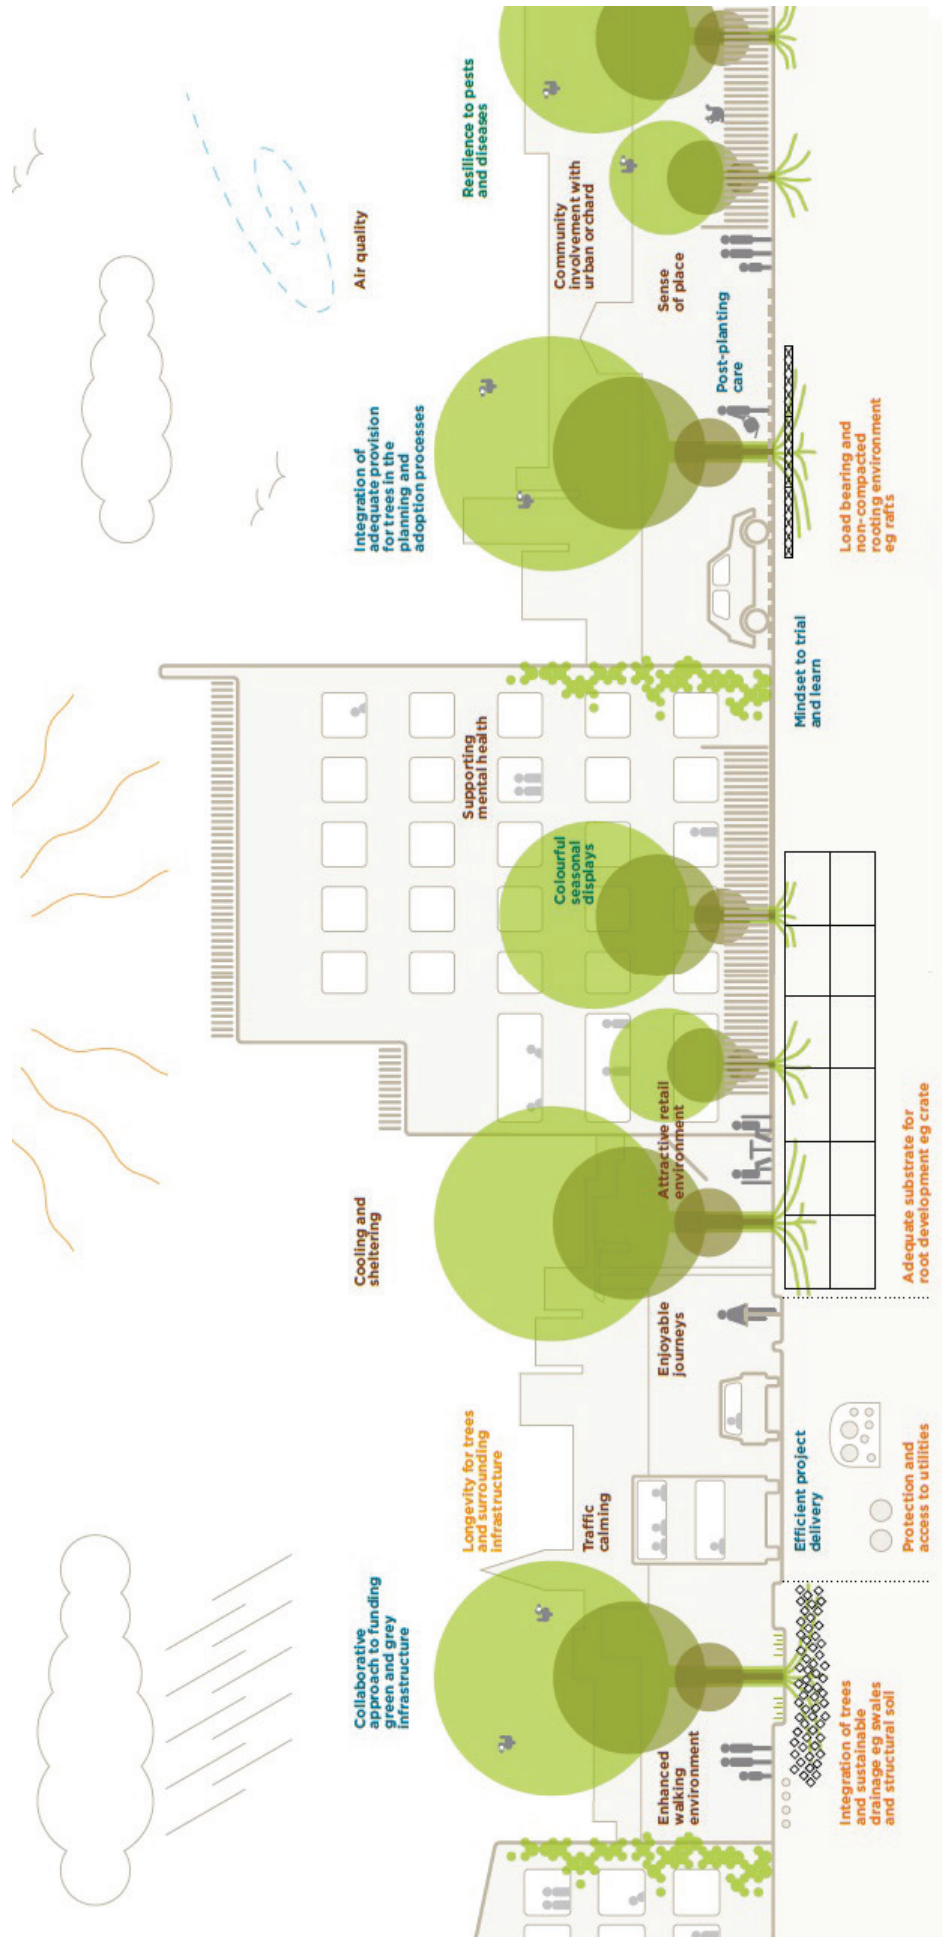 Collaborative
approach to funding
green and grey
infrastructure
Cooling and
sheltering
Integration of
adequate provision
for trees in the
planning and
adoption processes
Air quality
Longevity for trees
and surrounding
infrastructure
Supporting
mental health
Resilience to pests
and diseases
Traffic
calming
Colourful
seasonal
displays
Community
involvement with
urban orchard
Enhanced
walking
environment
Enjoyable
journeys
Attractive retail
environment
Sense
of place
Post-planting
care
Efficient project
delivery
Mindset to trial
and learn
Integration of trees
and sustainable
drainage eg swales
and structural soil
Load bearing and
non-compacted
rooting environment
eg rafts
Protection and
access to utilities
Adequate substrate for
root development eg crate